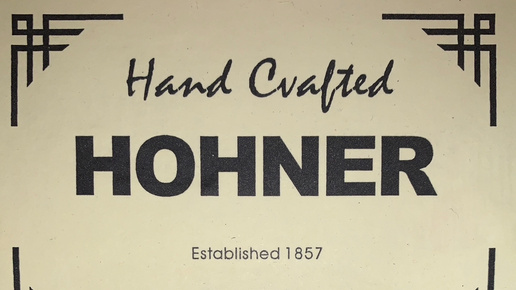 Hand Crafted
HOHNER
Established 1857